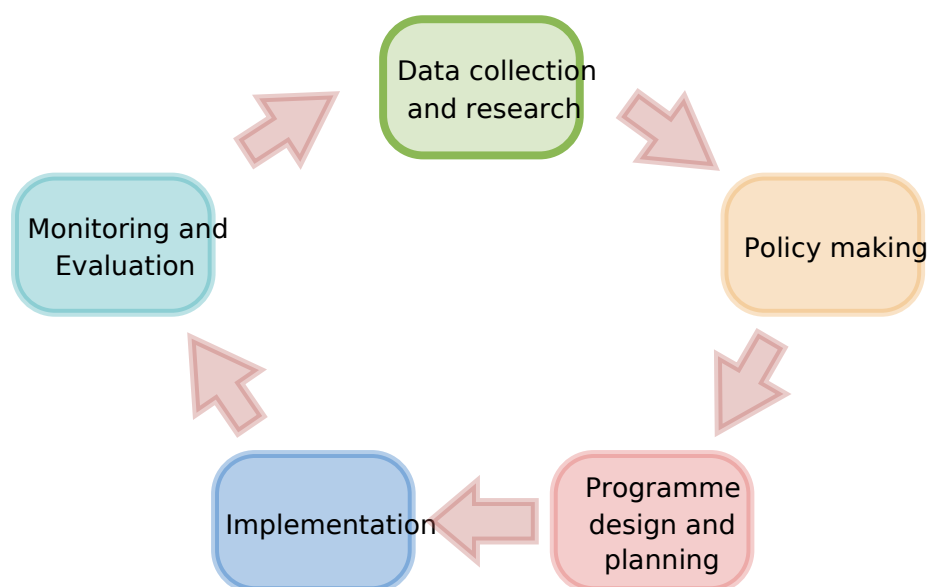 Data collection
and research
Policy making
Programme
design and
planning
Implementation
Monitoring and
Evaluation